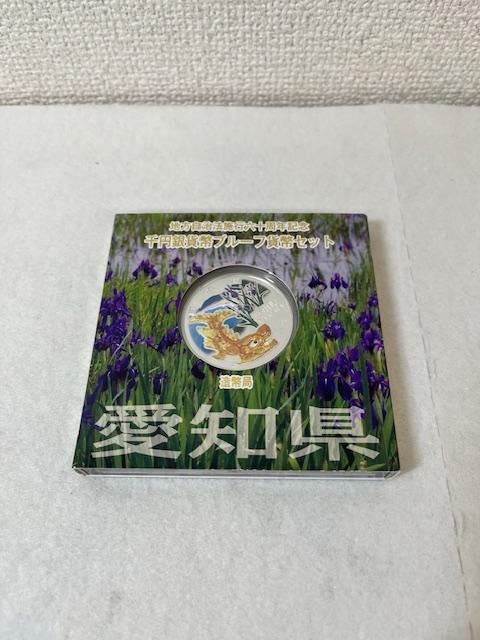 地方自治法施行六十周年記念
千円銀貨幣プルーフ貨幣セット
造幣局
愛知県